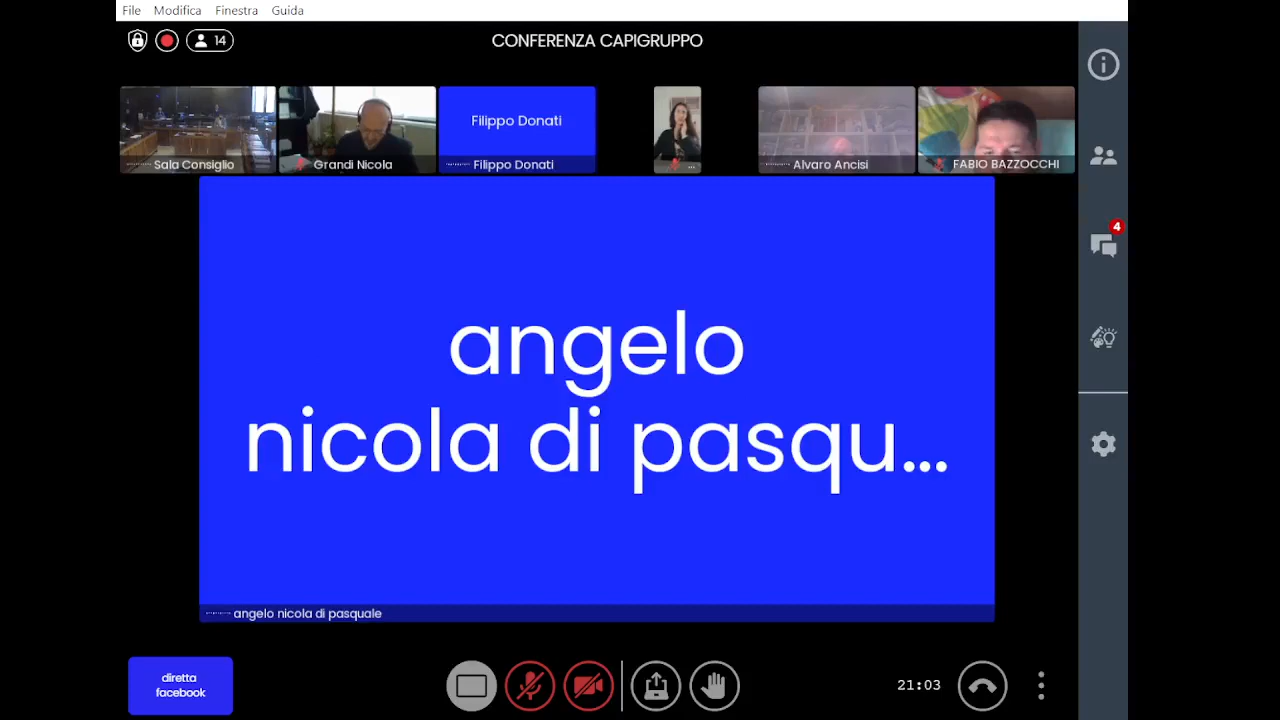 File Modifica Finestra Guida
14
CONFERENZA CAPIGRUPPO
Filippo Donati
Sala Consiglio
Grandi Nicola
Filippo Donati
...
Alvaro Ancisi
FABIO BAZZOCCHI
4
angelo
nicola di pasqu...
angelo nicola di pasquale
diretta
facebook
21:03